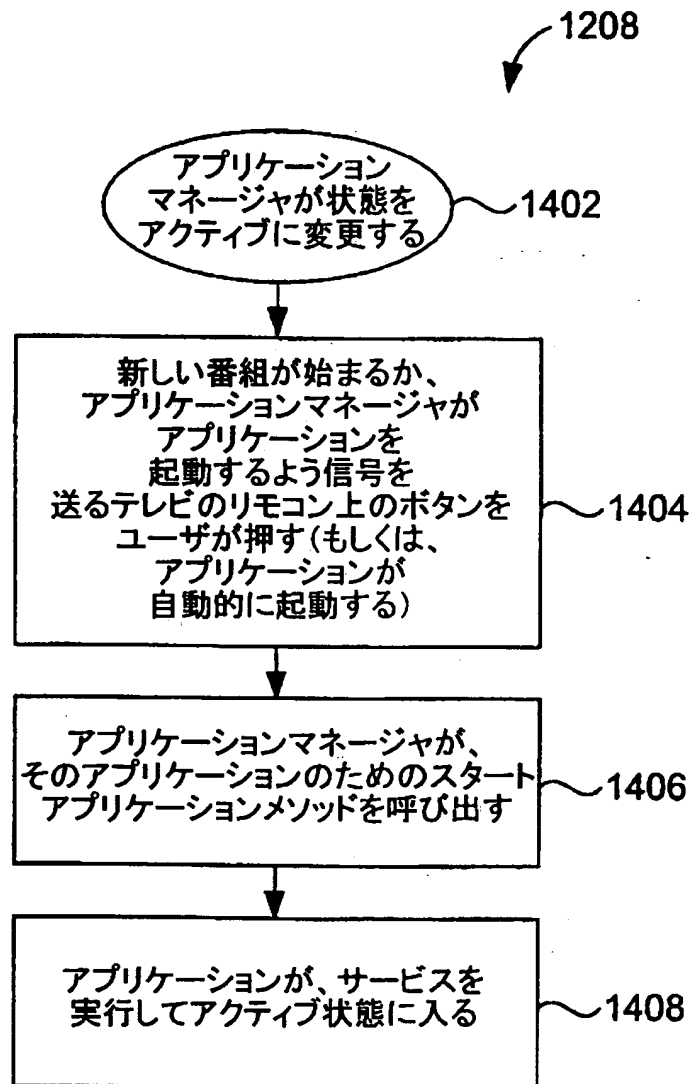 1208
アプリケーション
マネージャが状態を
アクティブに変更する
1402
新しい番組が始まるか、
アプリケーションマネージャが
アプリケーションを
起動するよう信号を
送るテレビのリモコン上のボタンを
ユーザが押す(もしくは、
アプリケーションが
自動的に起動する)
1404
アプリケーションマネージャが、
そのアプリケーションのためのスタート
アプリケーションメソッドを呼び出す
1406
アプリケーションが、サービスを
実行してアクティブ状態に入る
1408